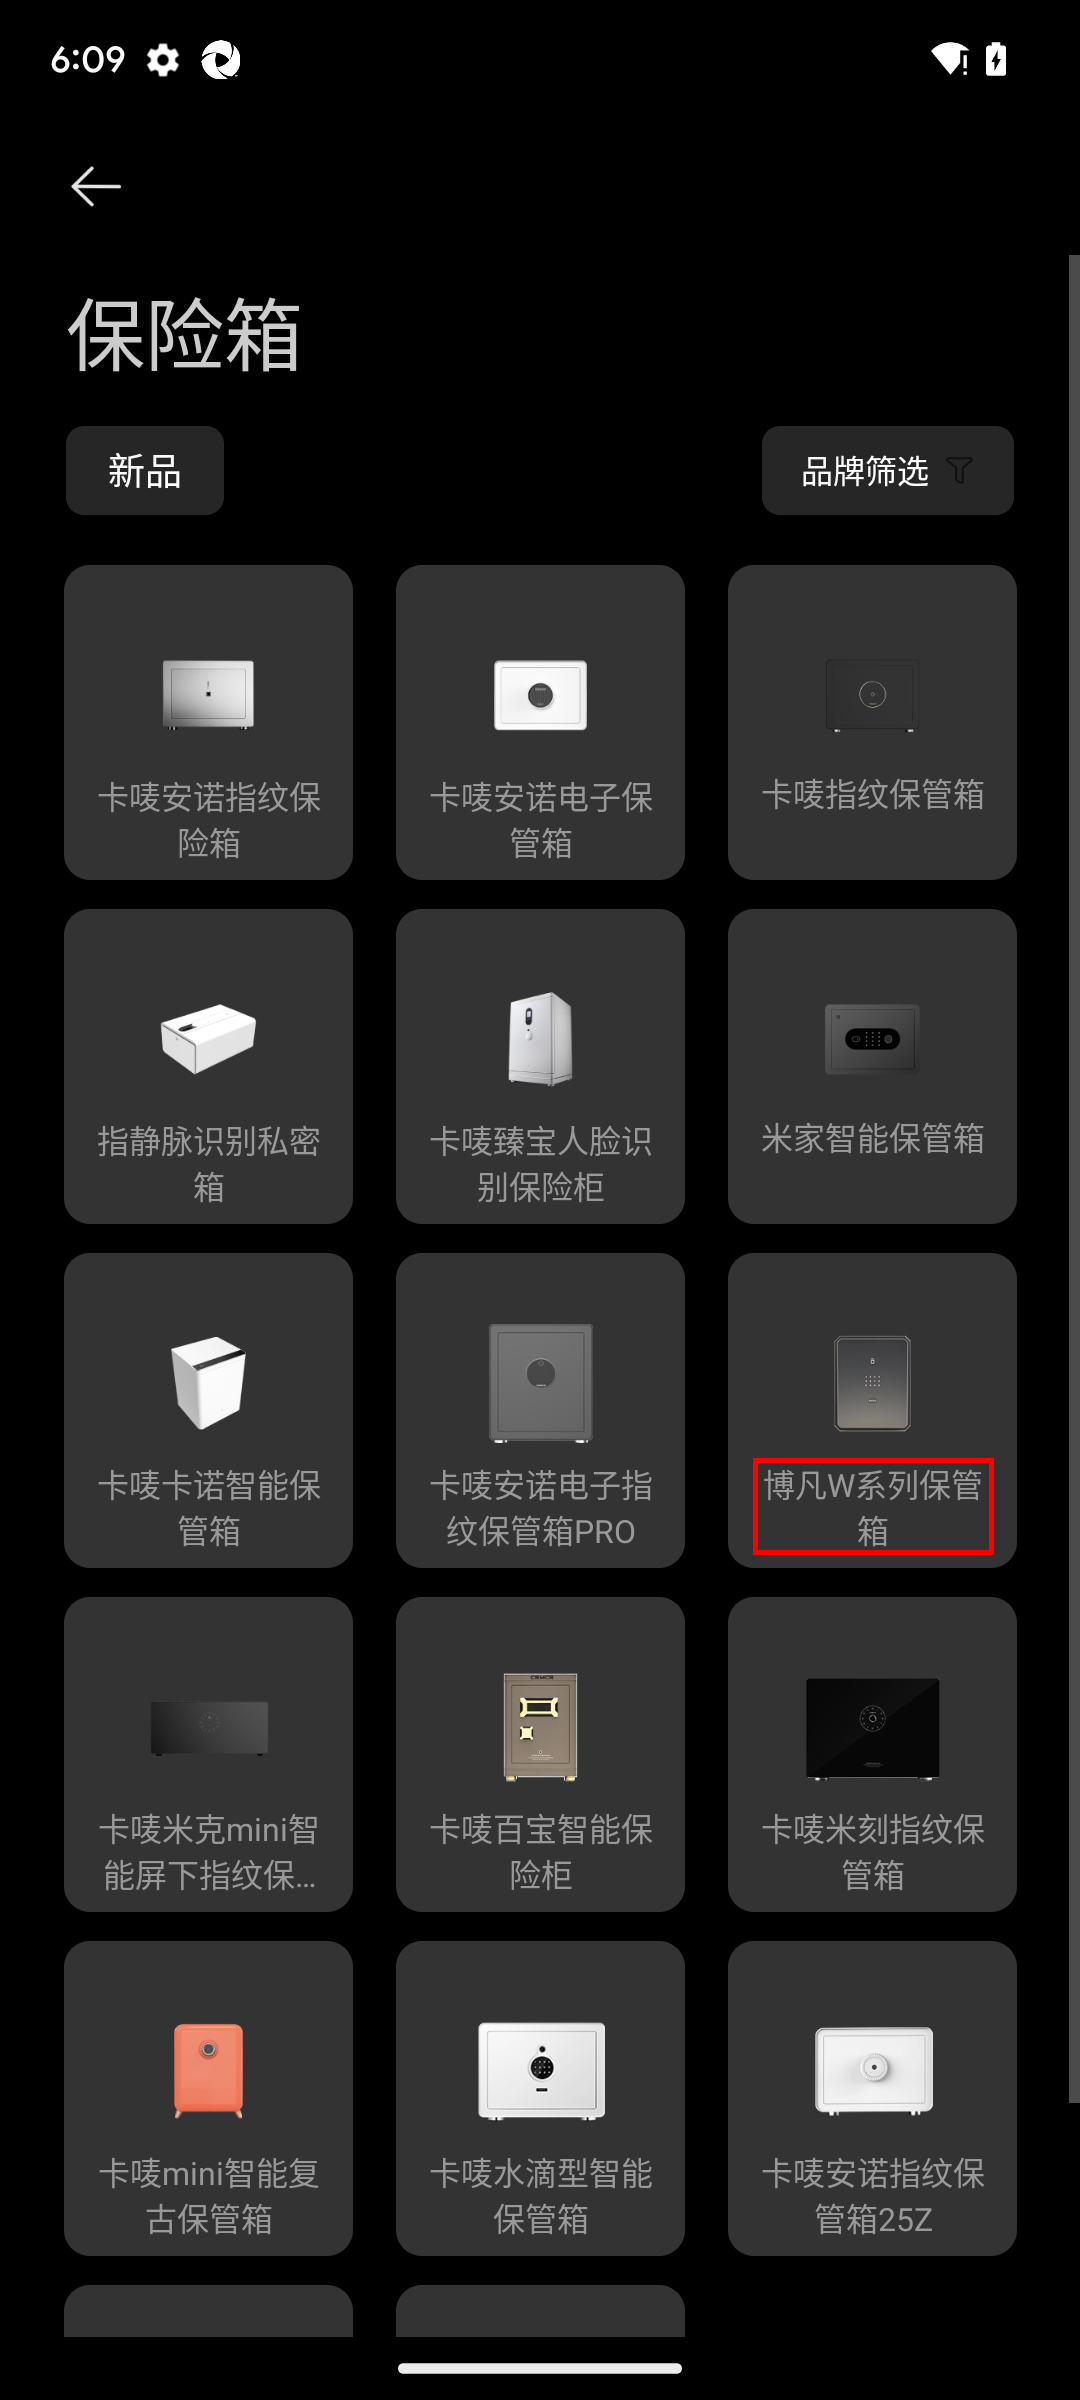 6:09
保险箱
新品
品牌筛选
卡唛安诺指纹保
险箱
卡唛安诺电子保
管箱
卡唛指纹保管箱
指静脉识别私密
箱
卡唛臻宝人脸识
别保险柜
米家智能保管箱
卡唛卡诺智能保
管箱
卡唛安诺电子指
纹保管箱PRO
博凡W系列保管
箱
卡唛米克mini智
能屏下指纹保…
卡唛百宝智能保
险柜
卡唛米刻指纹保
管箱
卡唛mini智能复
古保管箱
卡唛水滴型智能
保管箱
卡唛安诺指纹保
管箱25Z